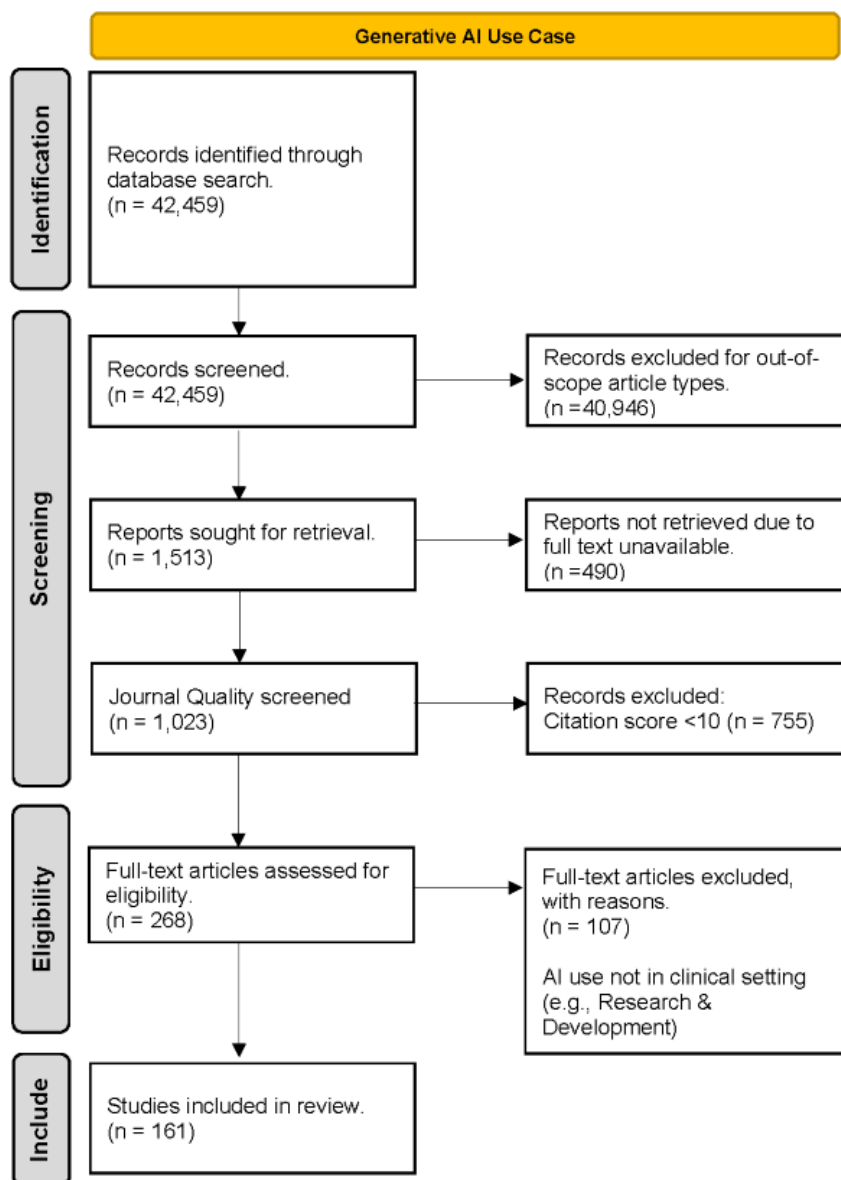 Generative AI Use Case
Identification
Records identified through
database search.
(n = 42,459)
Screening
Records screened.
(n = 42,459)
Records excluded for out-of-
scope article types.
(n =40,946)
Reports sought for retrieval.
(n = 1,513)
Reports not retrieved due to
full text unavailable.
(n =490)
Journal Quality screened
(n = 1,023)
Records excluded:
Citation score <10 (n = 755)
Eligibility
Full-text articles assessed for
eligibility.
(n = 268)
Full-text articles excluded,
with reasons.
(n = 107)
AI use not in clinical setting
(e.g., Research &
Development)
Include
Studies included in review.
(n = 161)